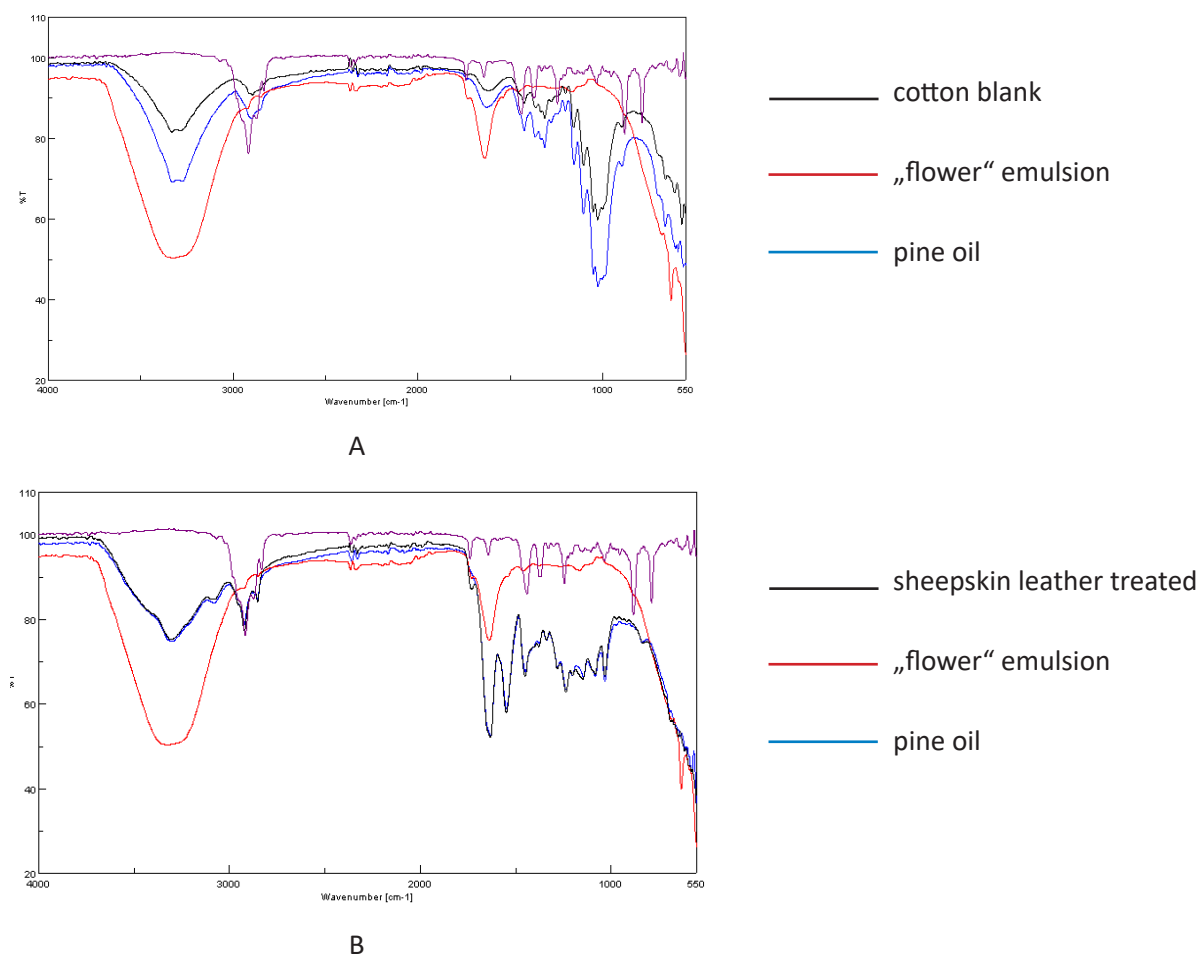 110
100
80
%T
60
40
20
4000
3000
2000
1000
550
Wavenumber [cm-1]
cotton blank
„flower“ emulsion
pine oil
A
110
100
80
60
40
20
4000
3000
2000
1000
550
Wavenumber [cm-1]
sheepskin leather treated
„flower“ emulsion
pine oil
B